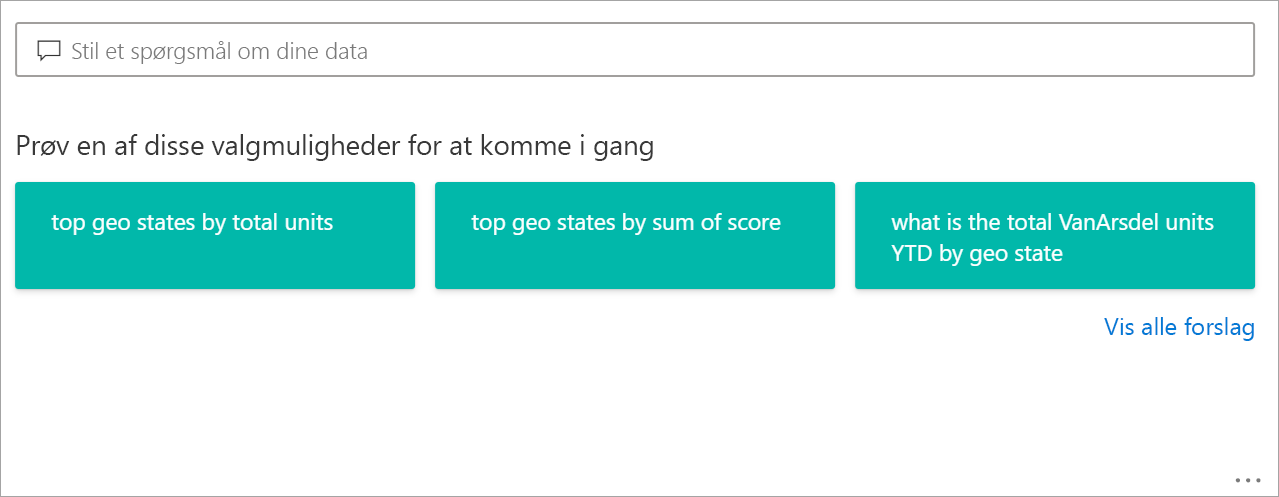 Stil et spørgsmål om dine data
Prøv en af disse valgmuligheder for at komme i gang
top geo states by total units
top geo states by sum of score
what is the total VanArsdel units
YTD by geo state
Vis alle forslag